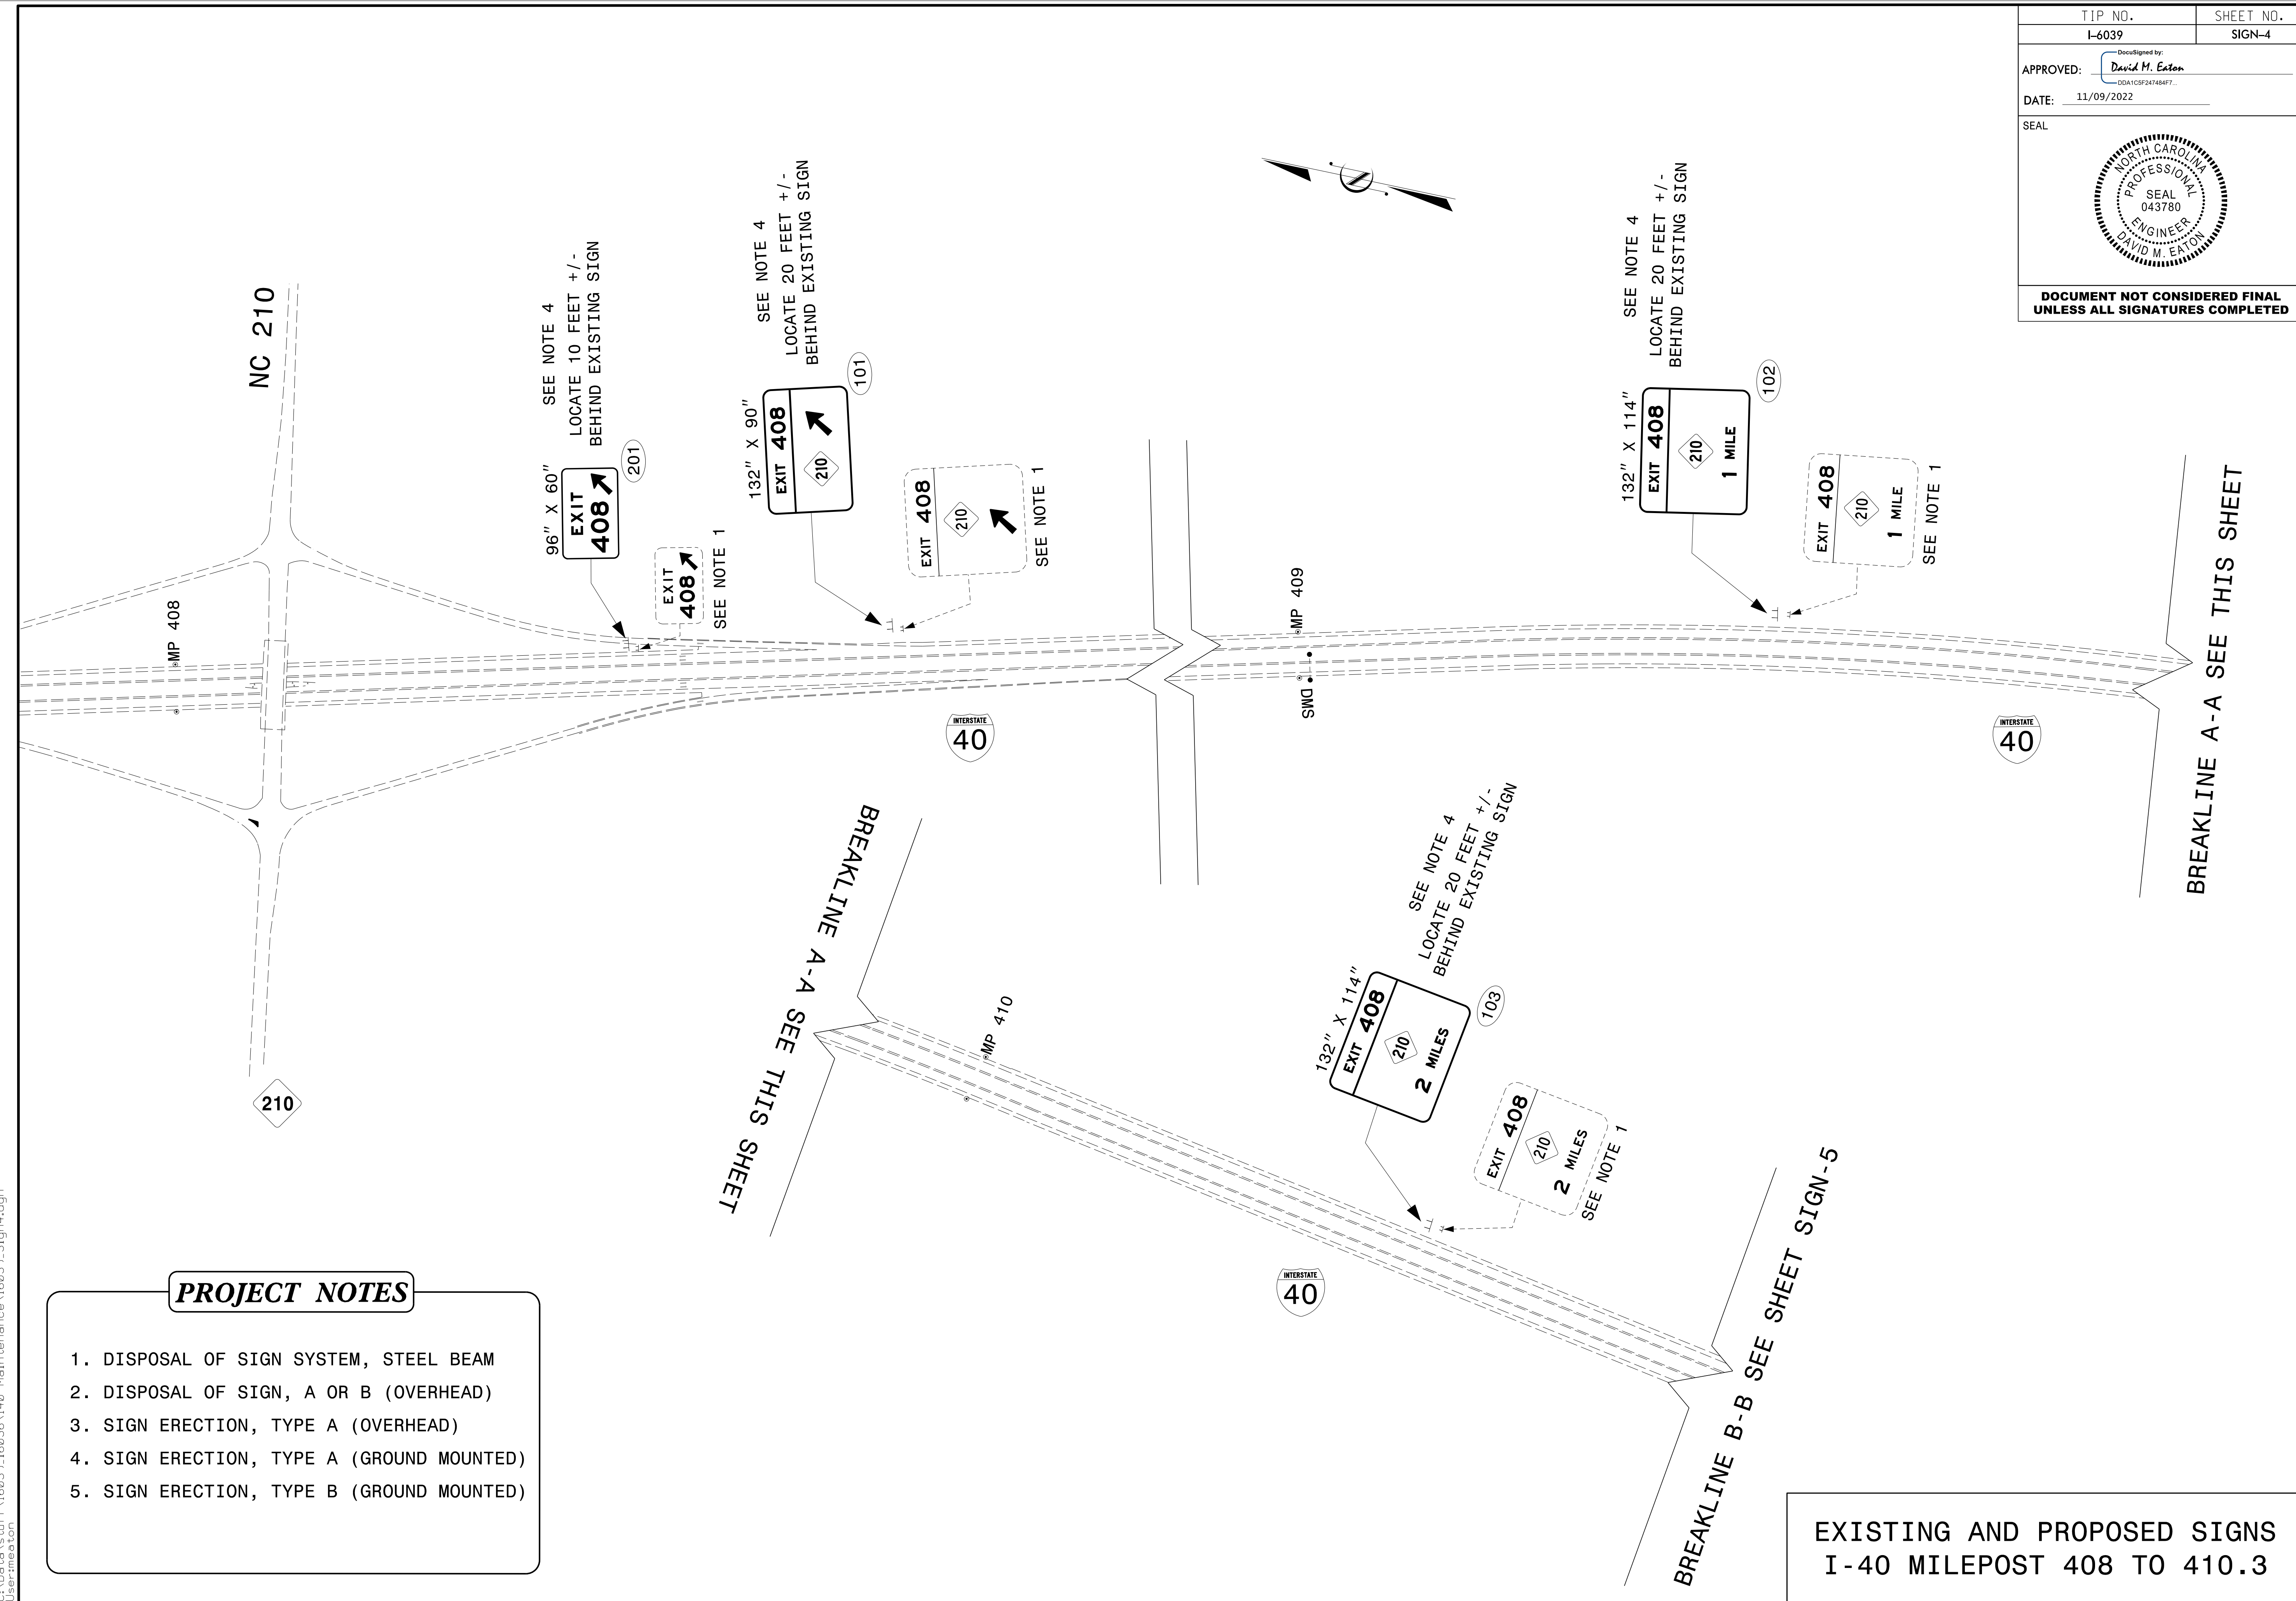 TIP NO.
SHEET NO.
I-6039
SIGN-4
DocuSigned by:
APPROVED: David M. Eaton
DDA1C5F247484F7...
DATE: 11/09/2022
SEAL
NORTH CAROLINA
PROFESSIONAL
SEAL
043780
ENGINEER
DAVID M. EATON
DOCUMENT NOT CONSIDERED FINAL
UNLESS ALL SIGNATURES COMPLETED
NC 210
MP 408
SEE NOTE 4
LOCATE 10 FEET +/-
BEHIND EXISTING SIGN
96" X 60"
EXIT
408
201
EXIT
408
SEE NOTE 1
SEE NOTE 4
LOCATE 20 FEET +/-
BEHIND EXISTING SIGN
132" X 90"
EXIT 408
210
101
EXIT 408
210
SEE NOTE 1
INTERSTATE
40
MP 409
DMS
SEE NOTE 4
LOCATE 20 FEET +/-
BEHIND EXISTING SIGN
132" X 114"
EXIT 408
210
1 MILE
102
EXIT 408
210
1 MILE
SEE NOTE 1
INTERSTATE
40
BREAKLINE A-A SEE THIS SHEET
210
BREAKLINE A-A SEE THIS SHEET
MP 410
SEE NOTE 4
LOCATE 20 FEET +/-
BEHIND EXISTING SIGN
132" X 114"
EXIT 408
210
2 MILES
103
EXIT 408
210
2 MILES
SEE NOTE 1
INTERSTATE
40
BREAKLINE B-B SEE SHEET SIGN-5
PROJECT NOTES
1. DISPOSAL OF SIGN SYSTEM, STEEL BEAM
2. DISPOSAL OF SIGN, A OR B (OVERHEAD)
3. SIGN ERECTION, TYPE A (OVERHEAD)
4. SIGN ERECTION, TYPE A (GROUND MOUNTED)
5. SIGN ERECTION, TYPE B (GROUND MOUNTED)
EXISTING AND PROPOSED SIGNS
I-40 MILEPOST 408 TO 410.3
User:meaton